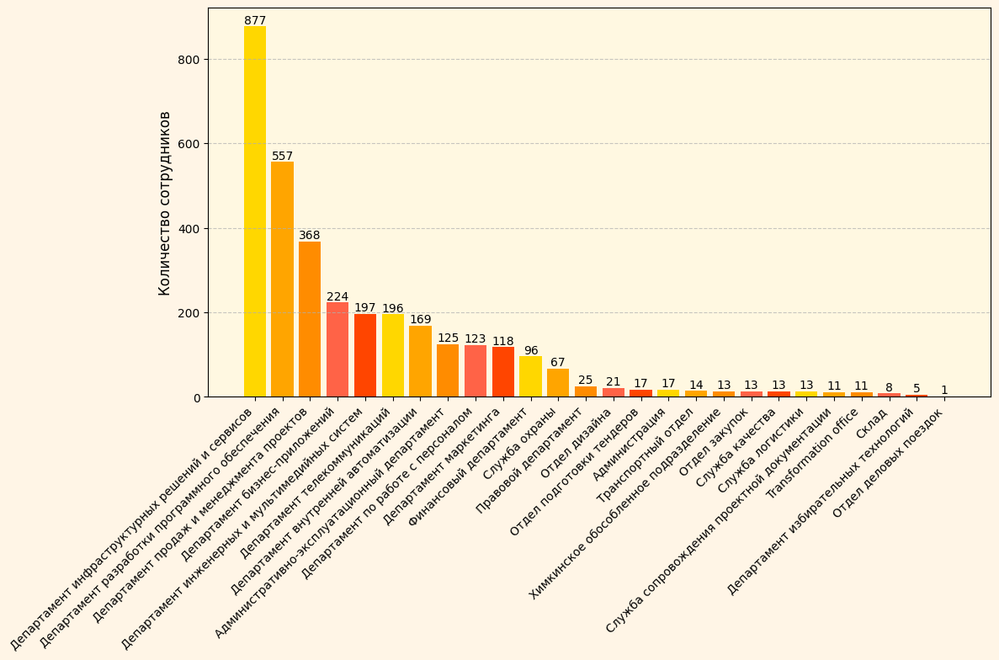 877
557
368
224
197
196
169
125
123
118
96
67
25
21
17
17
14
13
13
13
13
11
11
8
5
1
Количество сотрудников
800
600
400
200
0
Департамент инфраструктурных решений и сервисов
Департамент разработки программного обеспечения
Департамент продаж и менеджмента проектов
Департамент бизнес-приложений
Департамент инженерных и мультимедийных систем
Департамент телекоммуникаций
Департамент внутренней автоматизации
Административно-эксплуатационный департамент
Департамент по работе с персоналом
Департамент маркетинга
Финансовый департамент
Служба охраны
Правовой департамент
Отдел дизайна
Отдел подготовки тендеров
Администрация
Транспортный отдел
Химкинское обособленное подразделение
Отдел закупок
Служба качества
Служба логистики
Служба сопровождения проектной документации
Transformation office
Склад
Департамент избирательных технологий
Отдел деловых поездок